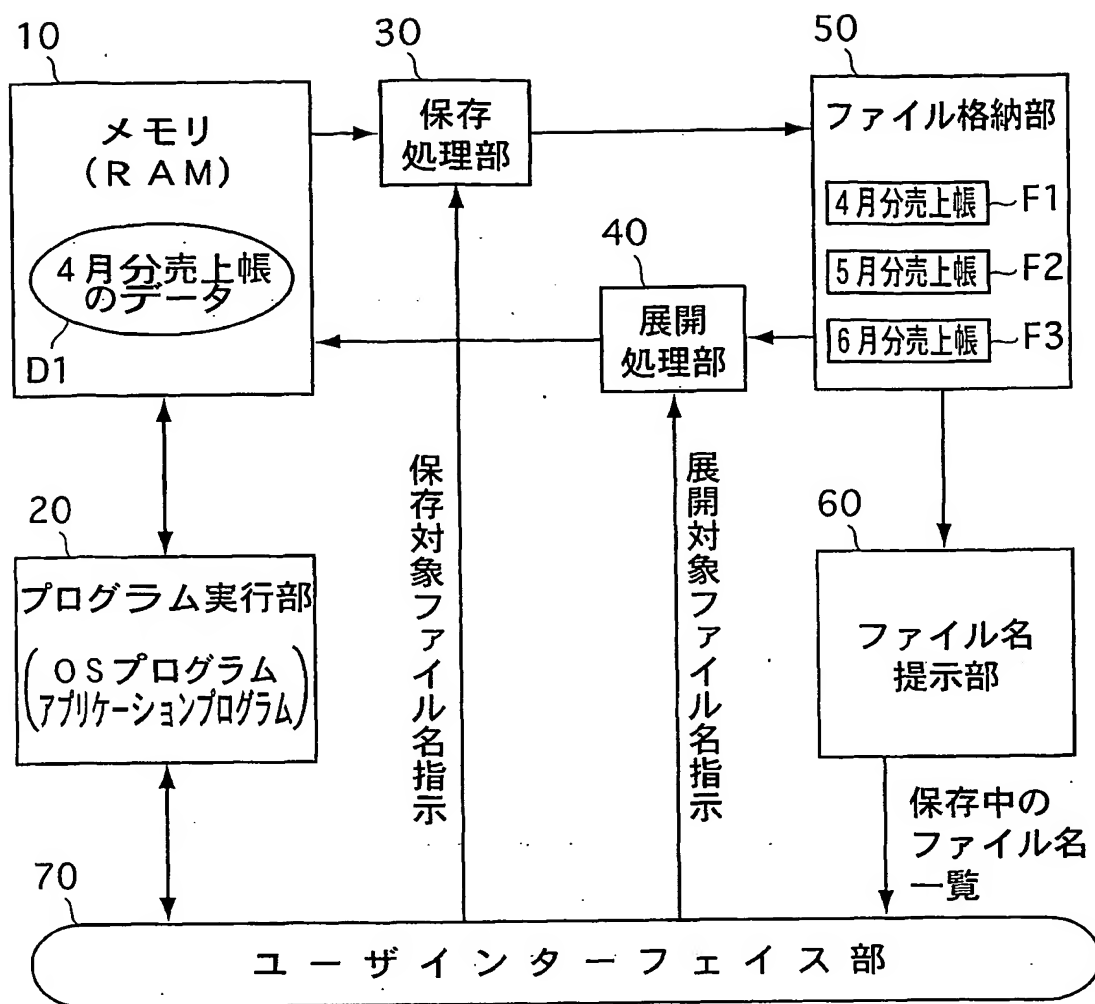 10
メモリ
(RAM)
4月分売上帳
のデータ
D1
30
保存
処理部
40
展開
処理部
50
ファイル格納部
4月分売上帳
F1
5月分売上帳
F2
6月分売上帳
F3
20
プログラム実行部
(OSプログラム
アプリケーションプログラム)
保存対象ファイル名指示
展開対象ファイル名指示
60
ファイル名
提示部
保存中の
ファイル名
一覧
70
ユーザインターフェイス部